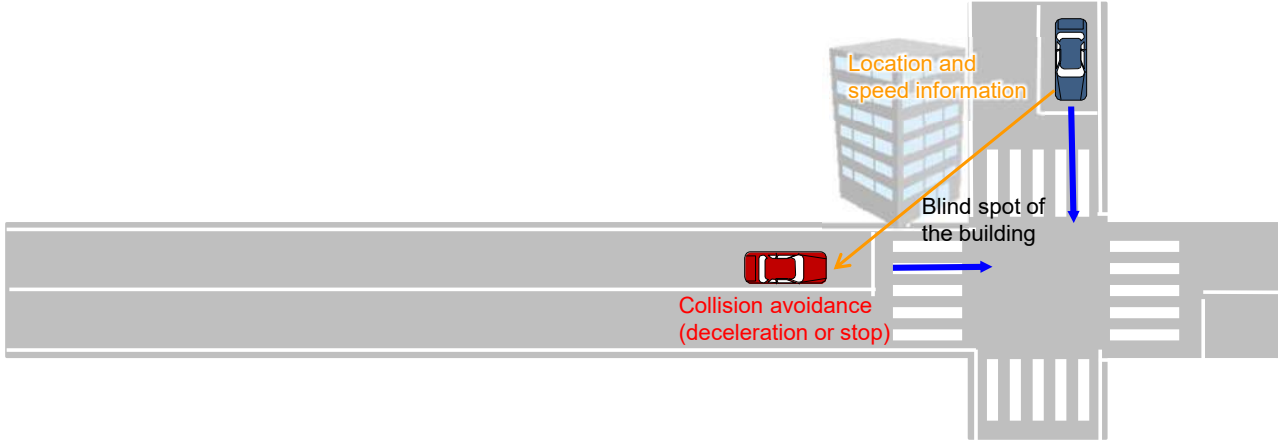 Location and
speed information
Blind spot of
the building
Collision avoidance
(deceleration or stop)